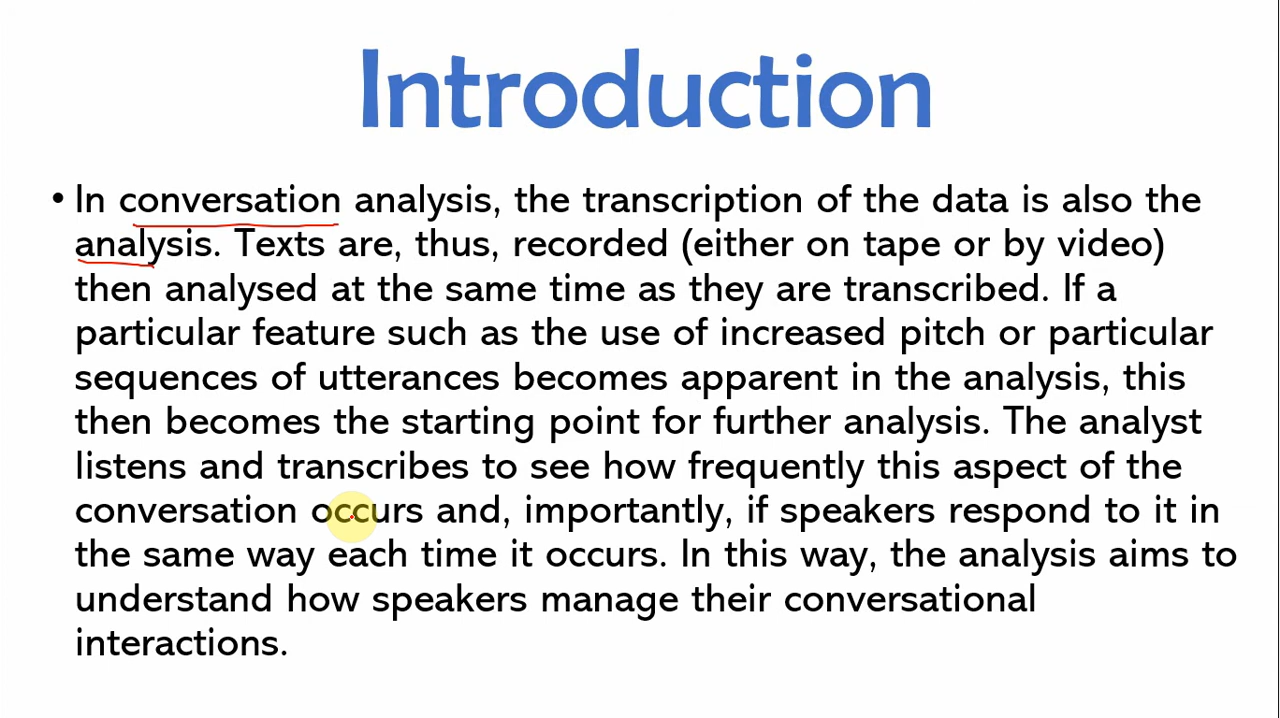 Introduction
• In conversation analysis, the transcription of the data is also the
analysis. Texts are, thus, recorded (either on tape or by video)
then analysed at the same time as they are transcribed. If a
particular feature such as the use of increased pitch or particular
sequences of utterances becomes apparent in the analysis, this
then becomes the starting point for further analysis. The analyst
listens and transcribes to see how frequently this aspect of the
conversation occurs and, importantly, if speakers respond to it in
the same way each time it occurs. In this way, the analysis aims to
understand how speakers manage their conversational
interactions.